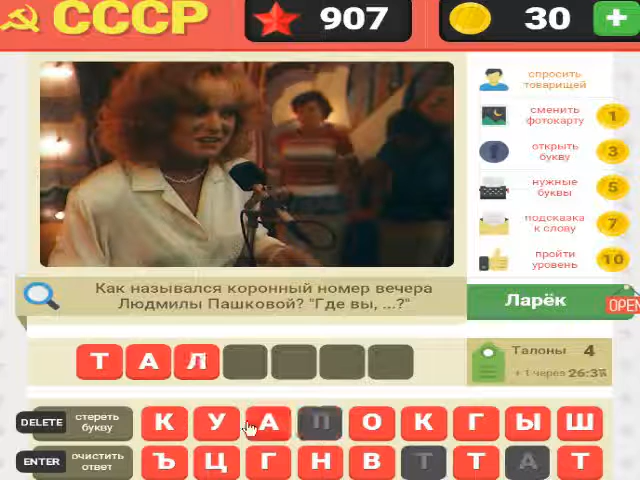 СССР
907
30
+
спросить
товарищей
сменить
фотокарту
1
открыть
букву
3
нужные
буквы
5
подсказка
к слову
7
пройти
уровень
10
Как назывался коронный номер вечера
Людмилы Пашковой? "Где вы, ...?"
Ларёк
OPEN
Т А Л
Талоны 4
+ 1 через 26:37
DELETE стереть
букву
К У А П О К Г Ы Ш
ENTER очистить
ответ
Ъ Ц Г Н В Т Т А Т